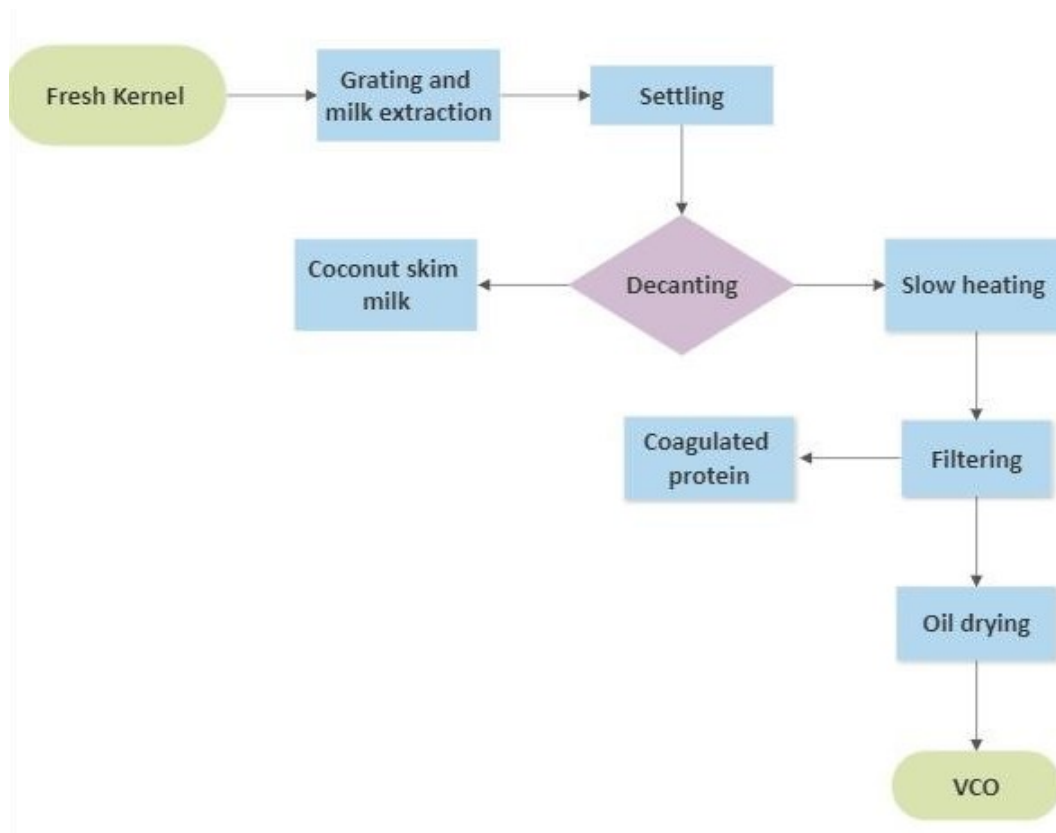 Fresh Kernel
Grating and
milk extraction
Settling
Coconut skim
milk
Decanting
Slow heating
Coagulated
protein
Filtering
Oil drying
VCO